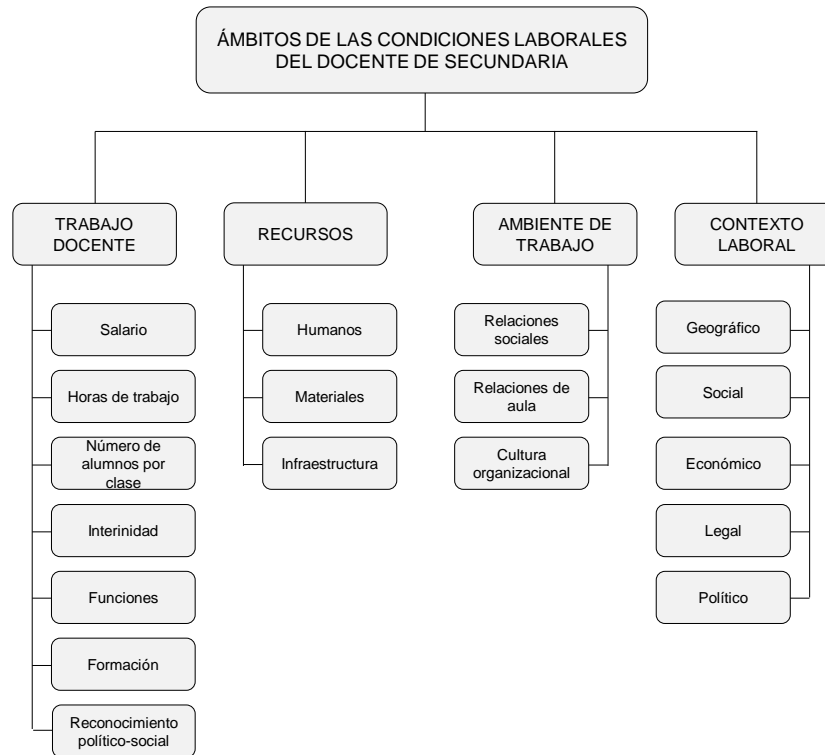 ÁMBITOS DE LAS CONDICIONES LABORALES
DEL DOCENTE DE SECUNDARIA
TRABAJO
DOCENTE
Salario
Horas de trabajo
Número de
alumnos por
clase
Interinidad
Funciones
Formación
Reconocimiento
político-social
RECURSOS
Humanos
Materiales
Infraestructura
AMBIENTE DE
TRABAJO
Relaciones
sociales
Relaciones de
aula
Cultura
organizacional
CONTEXTO
LABORAL
Geográfico
Social
Económico
Legal
Político